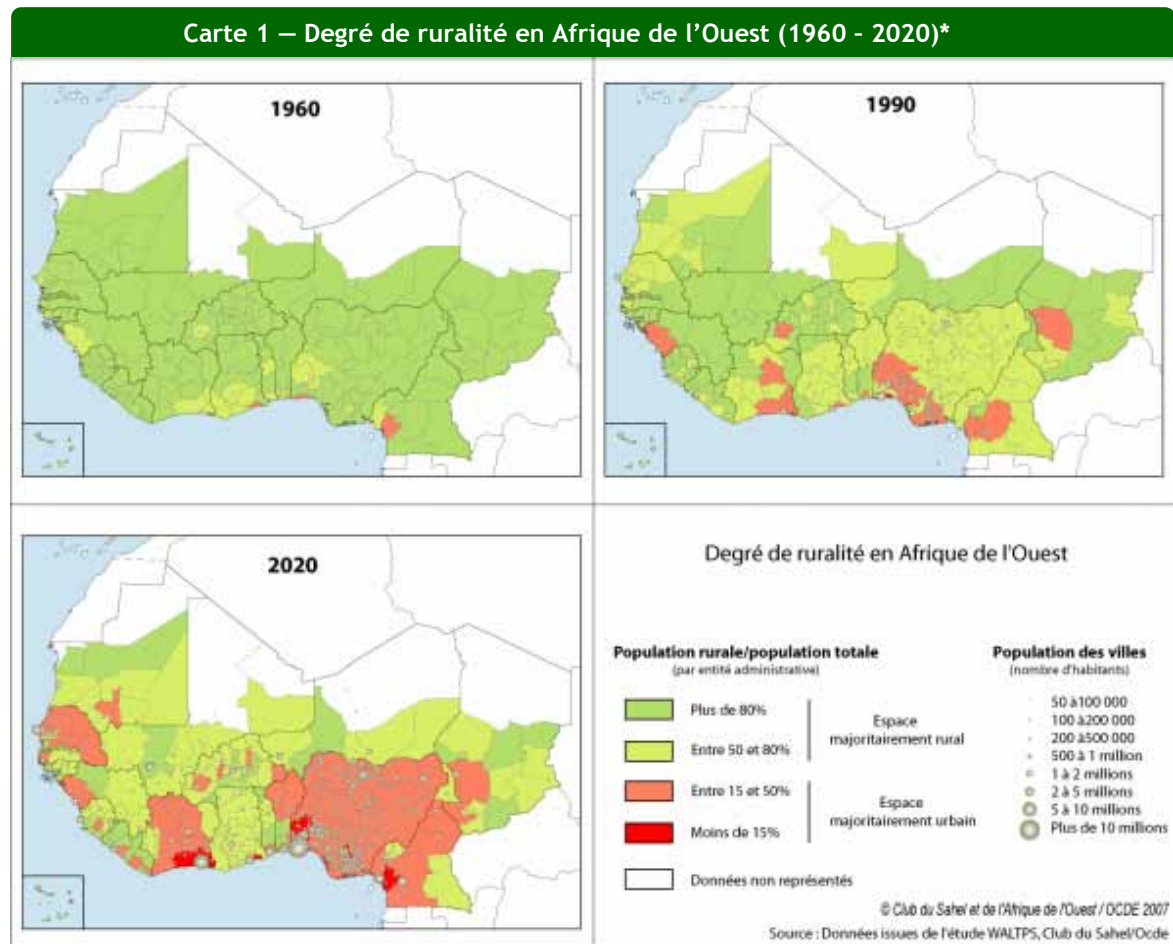 Carte 1 — Degré de ruralité en Afrique de l’Ouest (1960 - 2020)*
1960
1990
2020
Degré de ruralité en Afrique de l'Ouest
Population rurale/population totale
(par entité administrative)
Plus de 80%
Entre 50 et 80%
Espace
majoritairement rural
Entre 15 et 50%
Moins de 15%
Espace
majoritairement urbain
Données non représentés
Population des villes
(nombre d'habitants)
50 à100 000
100 à200 000
200 à500 000
500 à 1 million
1 à 2 millions
2 à 5 millions
5 à 10 millions
Plus de 10 millions
© Club du Sahel et de l'Afrique de l'Ouest / OCDE 2007
Source : Données issues de l'étude WALTPS, Club du Sahel/Ocde